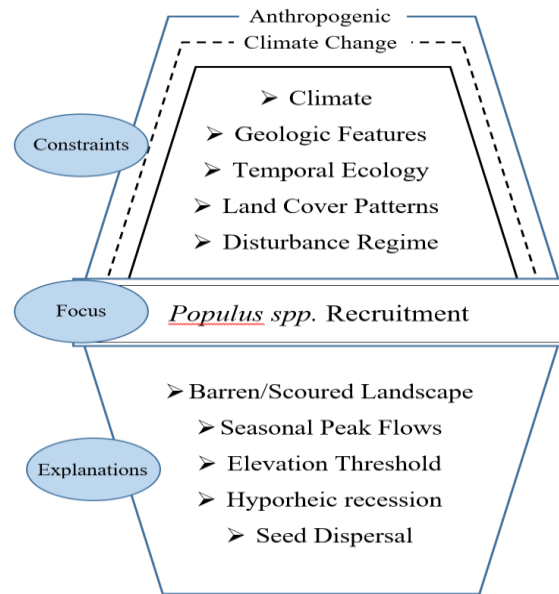 Anthropogenic
Climate Change
Constraints
➢ Climate
➢ Geologic Features
➢ Temporal Ecology
➢ Land Cover Patterns
➢ Disturbance Regime
Focus
Populus spp. Recruitment
Explanations
➢ Barren/Scoured Landscape
➢ Seasonal Peak Flows
➢ Elevation Threshold
➢ Hyporheic recession
➢ Seed Dispersal